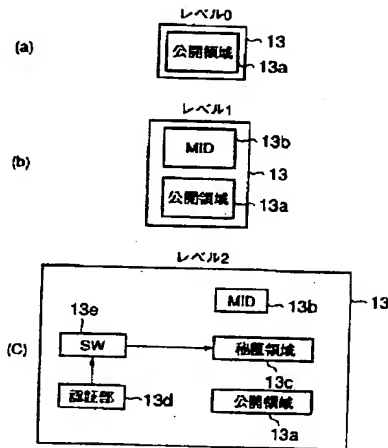 レベル0
(a)
公開領域
13
13a
レベル1
(b)
MID
13b
13
公開領域
13a
レベル2
(C)
MID
13b
13
13e
SW
秘匿領域
13c
認証部
13d
公開領域
13a